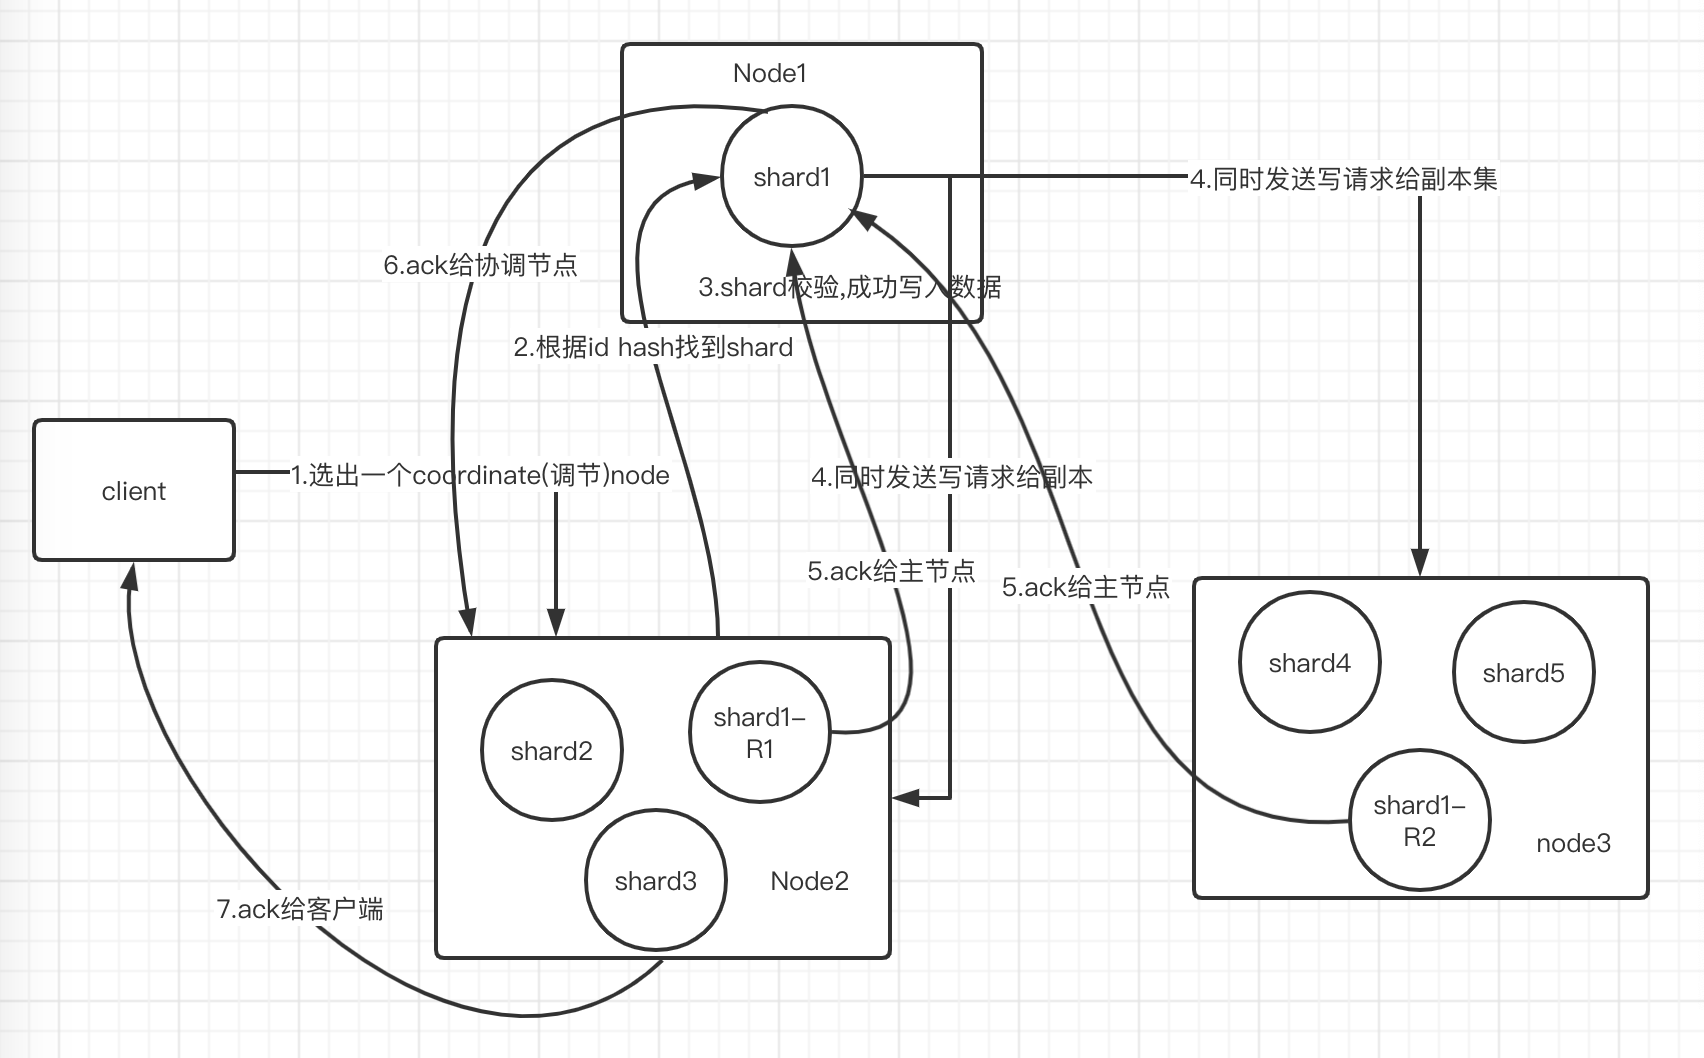 Node1
shard1
4.同时发送写请求给副本集
6.ack给协调节点
3.shard校验,成功写入数据
2.根据id hash找到shard
client
1.选出一个coordinate(调节)node
4.同时发送写请求给副本
5.ack给主节点
5.ack给主节点
shard4
shard5
shard1–
R1
shard2
shard1–
R2
node3
shard3
Node2
7.ack给客户端